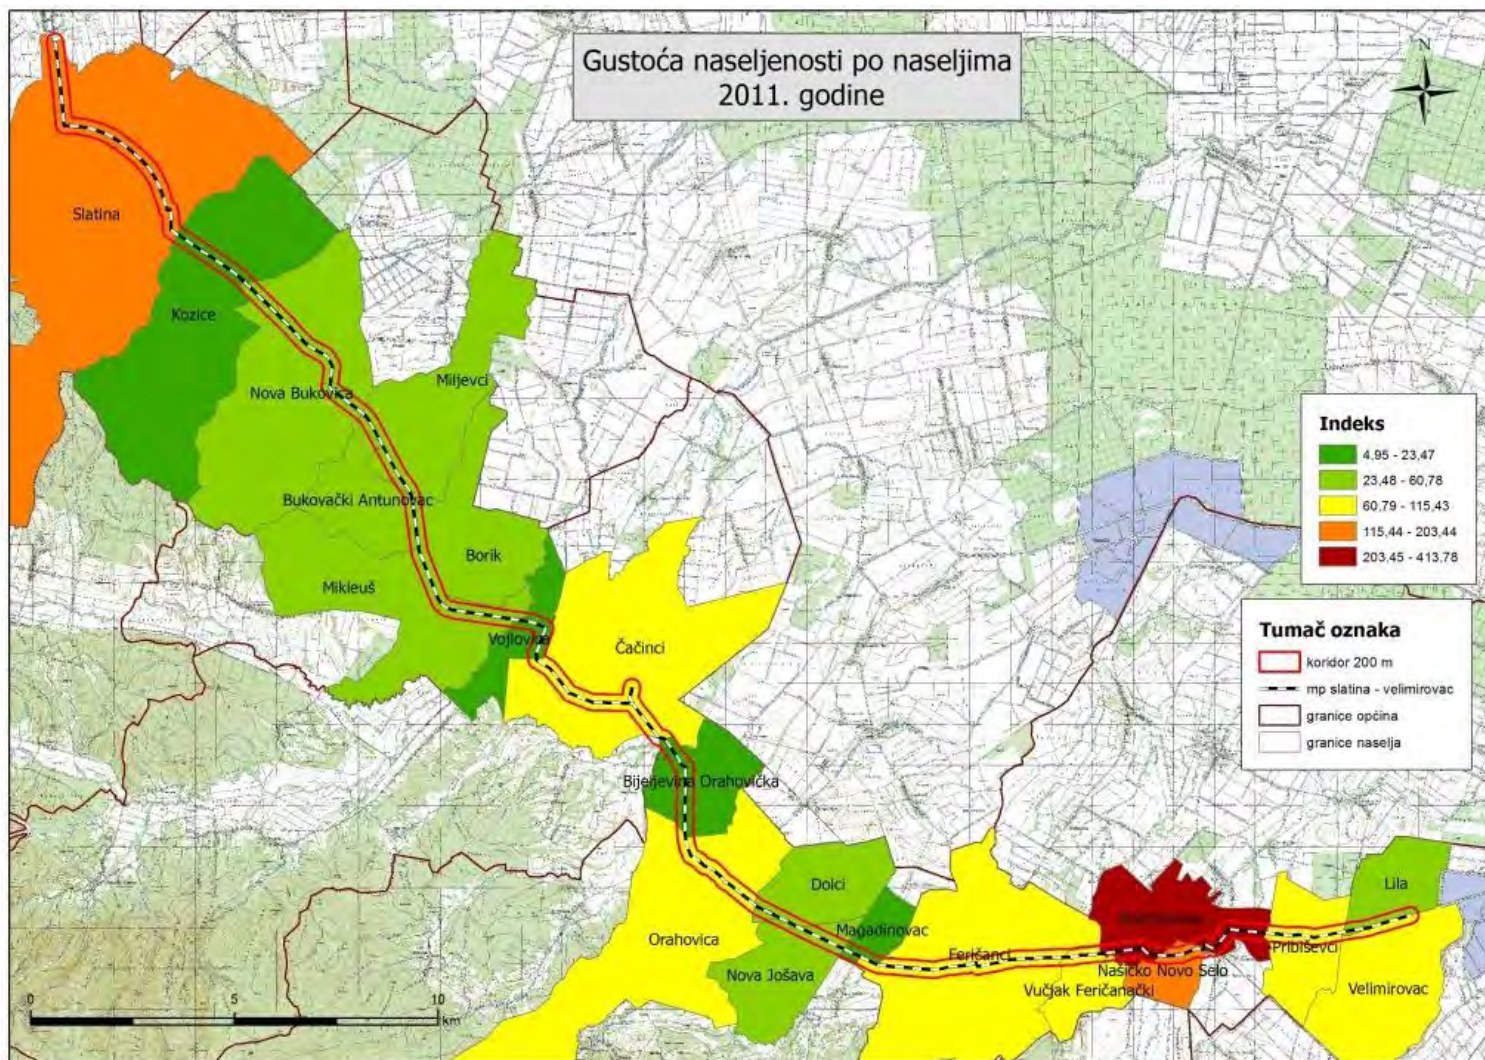 Gustoća naseljenosti po naseljima
2011. godine
N
Slatina
Kozice
Miljevci
Nova Bukovica
Bukovački Antunovac
Borik
Mikleuš
Vojlovica
Čačinci
Bijeljevina Orahovička
Dolci
Lila
Magadinovac
Orahovica
Feričanci
Pribiševci
Našičko Novo Selo
Nova Jošava
Vučjak Feričanački
Velimirovac
Indeks
4,95 - 23,47
23,48 - 60,78
60,79 - 115,43
115,44 - 203,44
203,45 - 413,78
Tumač oznaka
koridor 200 m
mp slatina - velimirovac
granice općina
granice naselja
0
5
10
km